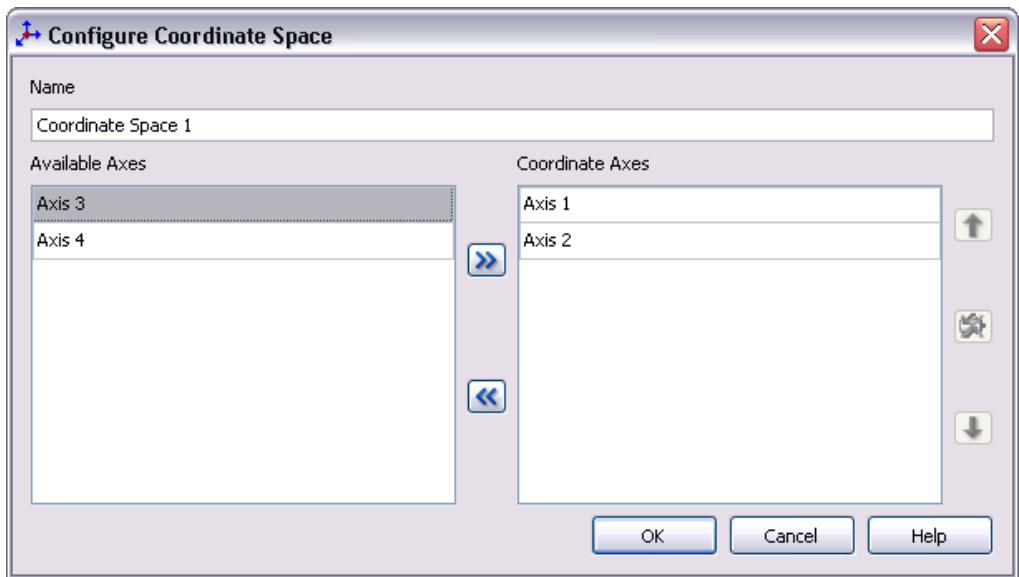 Configure Coordinate Space
Name
Coordinate Space 1
Available Axes
Coordinate Axes
Axis 3
Axis 4
Axis 1
Axis 2
OK
Cancel
Help